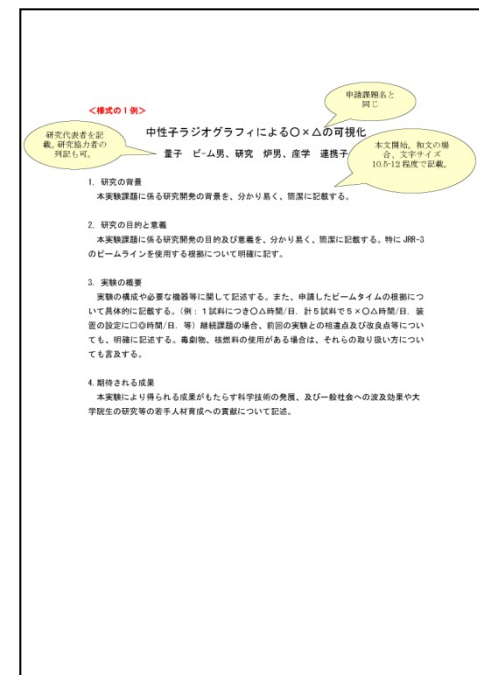 申請課題名と
同じ
＜様式の１例＞
研究代表者を記
載。研究協力者の
列記も可。
中性子ラジオグラフィによる〇×△の可視化
量子　ビーム男、研究　炉男、産学　連携子
本文開始。和文の場
合、文字サイズ
10.5-12 程度で記載。
1. 研究の背景
本実験課題に係る研究開発の背景を、分かり易く、簡潔に記載する。
2. 研究の目的と意義
本実験課題に係る研究開発の目的及び意義を、分かり易く、簡潔に記載する。特に JRR-3
のビームラインを使用する根拠について明確に記す。
3. 実験の概要
実験の構成や必要な機器等に関して記述する。また、申請したビームタイムの根拠につ
いて具体的に記載する。（例：１試料につき〇△時間/日．計５試料で５×〇△時間/日．装
置の設定に□◎時間/日．等）継続課題の場合、前回の実験との相違点及び改良点等につい
ても、明確に記述する。毒劇物、核燃料の使用がある場合は、それらの取り扱い方につい
ても言及する。
4.期待される成果
本実験により得られる成果がもたらす科学技術の発展、及び一般社会への波及効果や大
学院生の研究等の若手人材育成への貢献について記述。